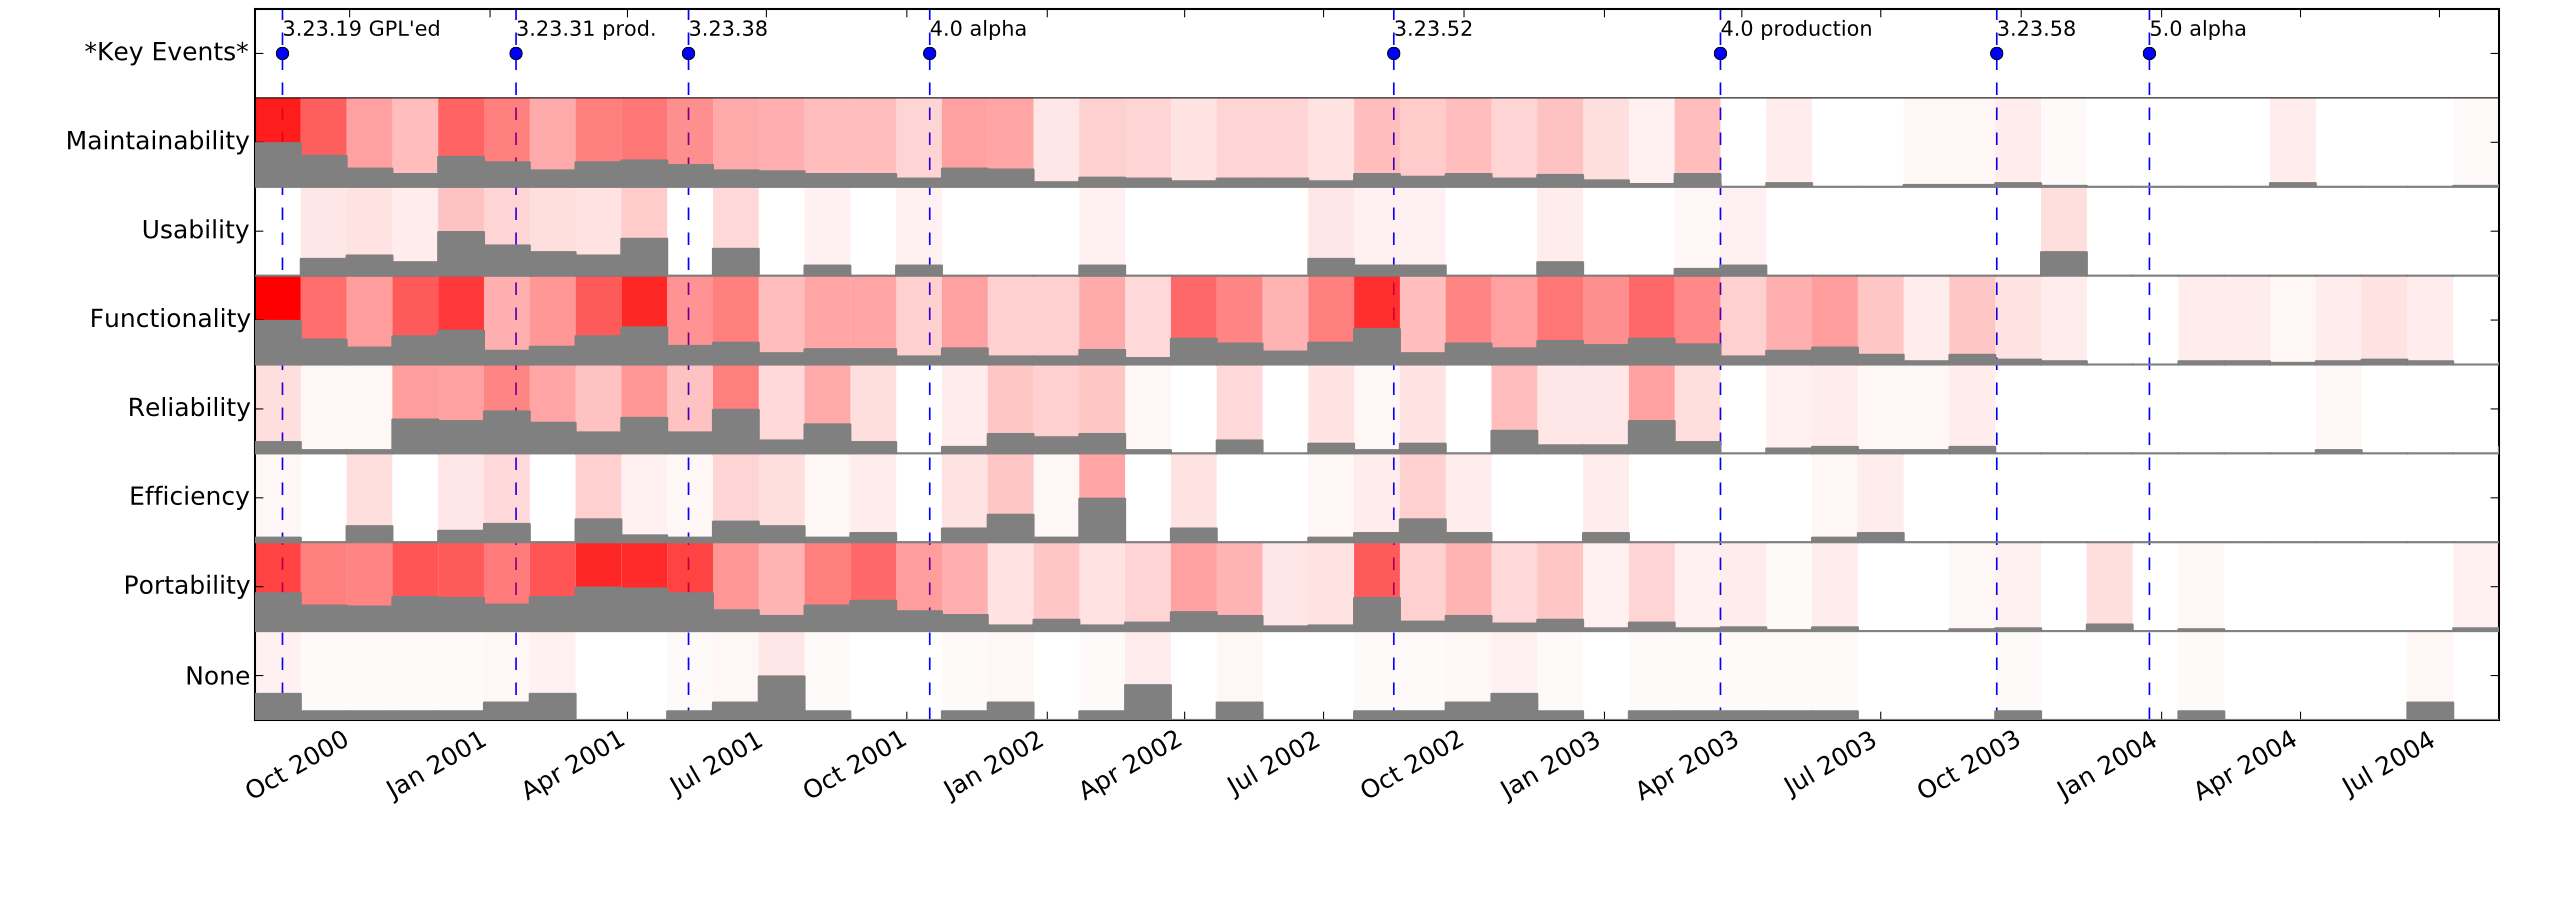 3.23.19 GPL'ed 3.23.31 prod. 3.23.38 4.0 alpha 3.23.52 4.0 production 3.23.58 5.0 alpha
*Key Events*
Maintainability
Usability
Functionality
Reliability
Efficiency
Portability
None
Oct 2000 Jan 2001 Apr 2001 Jul 2001 Oct 2001 Jan 2002 Apr 2002 Jul 2002 Oct 2002 Jan 2003 Apr 2003 Jul 2003 Oct 2003 Jan 2004 Apr 2004 Jul 2004